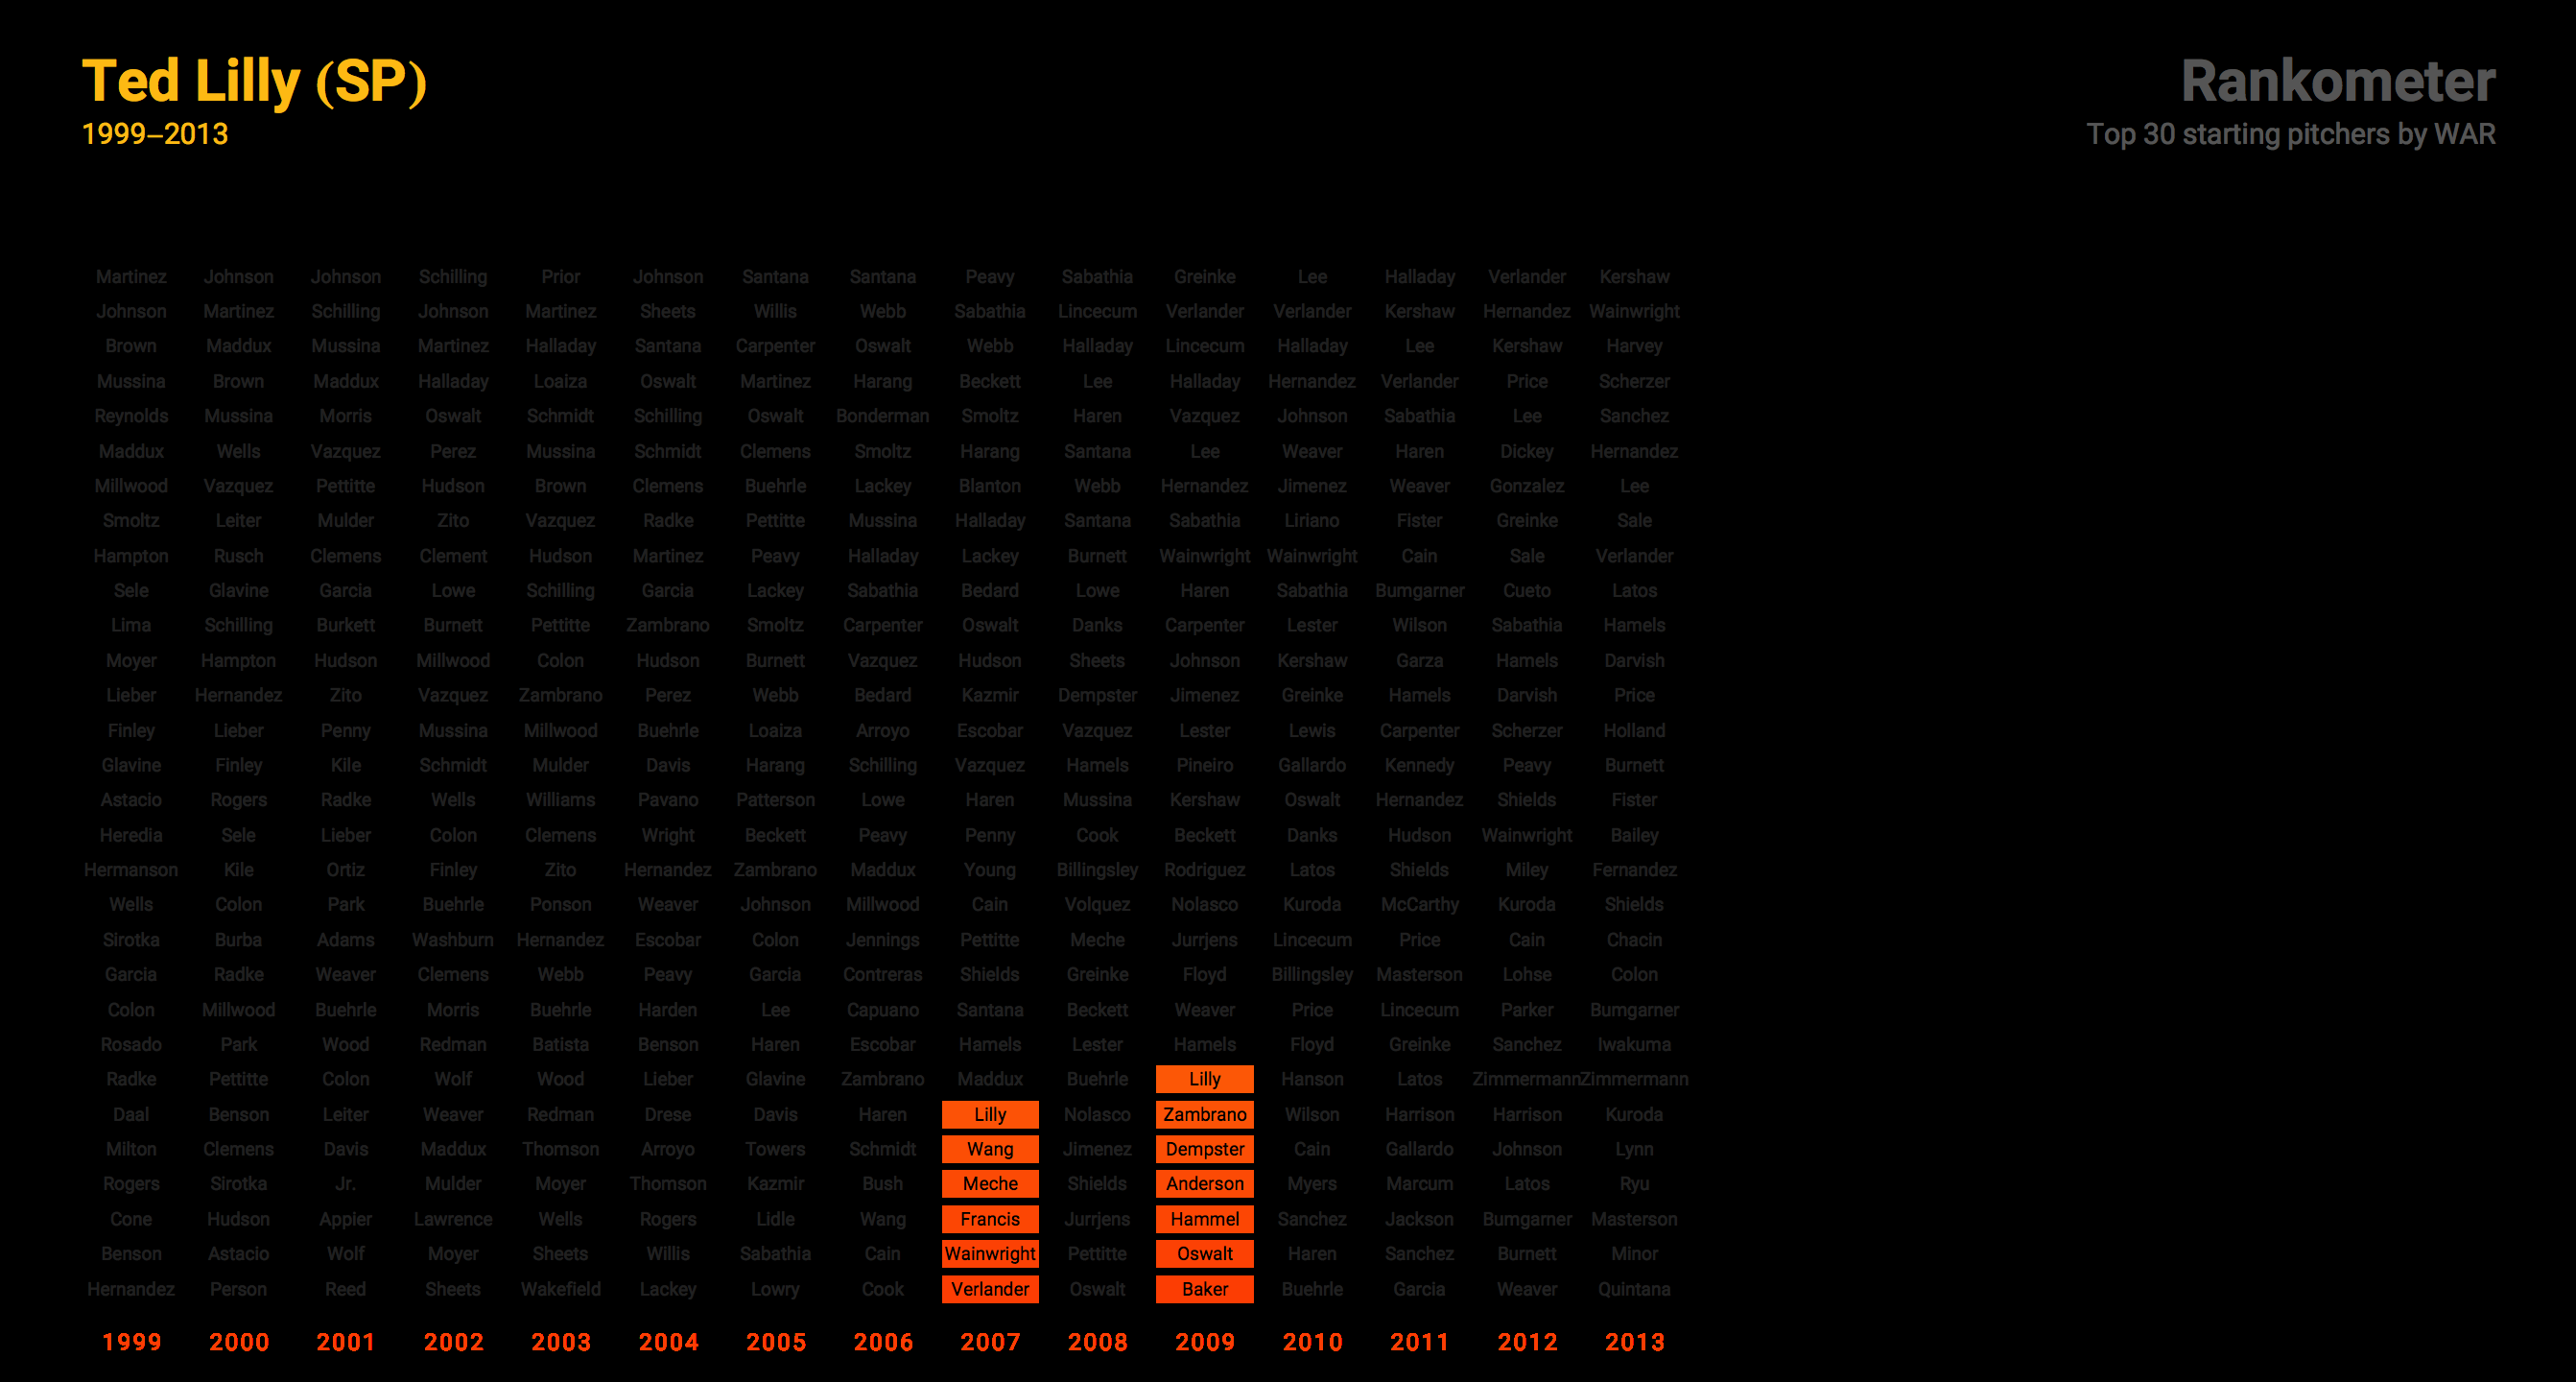 Ted Lilly (SP)
1999–2013
Rankometer
Top 30 starting pitchers by WAR
Martinez Johnson Johnson Schilling Prior Johnson Santana Santana Peavy Sabathia Greinke Lee Halladay Verlander Kershaw
Johnson Martinez Schilling Johnson Martinez Sheets Willis Webb Sabathia Lincecum Verlander Verlander Kershaw Hernandez Wainwright
Brown Maddux Mussina Martinez Halladay Santana Carpenter Oswalt Webb Halladay Lincecum Halladay Lee Kershaw Harvey
Mussina Brown Maddux Halladay Loaiza Oswalt Martinez Harang Beckett Lee Halladay Hernandez Verlander Price Scherzer
Reynolds Mussina Morris Oswalt Schmidt Schilling Oswalt Bonderman Smoltz Haren Vazquez Johnson Sabathia Lee Sanchez
Maddux Wells Vazquez Perez Mussina Schmidt Clemens Smoltz Harang Santana Lee Weaver Haren Dickey Hernandez
Millwood Vazquez Pettitte Hudson Brown Clemens Buehrle Lackey Blanton Webb Hernandez Jimenez Weaver Gonzalez Lee
Smoltz Leiter Mulder Zito Vazquez Radke Pettitte Mussina Halladay Santana Sabathia Liriano Fister Greinke Sale
Hampton Rusch Clemens Clement Hudson Martinez Peavy Halladay Lackey Burnett Wainwright Wainwright Cain Sale Verlander
Sele Glavine Garcia Lowe Schilling Garcia Lackey Sabathia Bedard Lowe Haren Sabathia Bumgarner Cueto Latos
Lima Schilling Burkett Burnett Pettitte Zambrano Smoltz Carpenter Oswalt Danks Carpenter Lester Wilson Sabathia Hamels
Moyer Hampton Hudson Millwood Colon Hudson Burnett Vazquez Hudson Sheets Johnson Kershaw Garza Hamels Darvish
Lieber Hernandez Zito Vazquez Zambrano Perez Webb Bedard Kazmir Dempster Jimenez Greinke Hamels Darvish Price
Finley Lieber Penny Mussina Millwood Buehrle Loaiza Arroyo Escobar Vazquez Lester Lewis Carpenter Scherzer Holland
Glavine Finley Kile Schmidt Mulder Davis Harang Schilling Vazquez Hamels Pineiro Gallardo Kennedy Peavy Burnett
Astacio Rogers Radke Wells Williams Pavano Patterson Lowe Haren Mussina Kershaw Oswalt Hernandez Shields Fister
Heredia Sele Lieber Colon Clemens Wright Beckett Peavy Penny Cook Beckett Danks Hudson Wainwright Bailey
Hermanson Kile Ortiz Finley Zito Hernandez Zambrano Maddux Young Billingsley Rodriguez Latos Shields Miley Fernandez
Wells Colon Park Buehrle Ponson Weaver Johnson Millwood Cain Volquez Nolasco Kuroda McCarthy Kuroda Shields
Sirotka Burba Adams Washburn Hernandez Escobar Colon Jennings Pettitte Meche Jurrjens Lincecum Price Cain Chacin
Garcia Radke Weaver Clemens Webb Peavy Garcia Contreras Shields Greinke Floyd Billingsley Masterson Lohse Colon
Colon Millwood Buehrle Morris Buehrle Harden Lee Capuano Santana Beckett Weaver Price Lincecum Parker Bumgarner
Rosado Park Wood Redman Batista Benson Haren Escobar Hamels Lester Hamels Floyd Greinke Sanchez Iwakuma
Radke Pettitte Colon Wolf Wood Lieber Glavine Zambrano Maddux Buehrle Lilly Hanson Latos Zimmermann Zimmermann
Daal Benson Leiter Weaver Redman Drese Davis Haren Lilly Nolasco Zambrano Wilson Harrison Harrison Kuroda
Milton Clemens Davis Maddux Thomson Arroyo Towers Schmidt Wang Jimenez Dempster Cain Gallardo Johnson Lynn
Rogers Sirotka Jr. Mulder Moyer Thomson Kazmir Bush Meche Shields Anderson Myers Marcum Latos Ryu
Cone Hudson Appier Lawrence Wells Rogers Lidle Wang Francis Jurrjens Hammel Sanchez Jackson Bumgarner Masterson
Benson Astacio Wolf Moyer Sheets Willis Sabathia Cain Wainwright Pettitte Oswalt Haren Sanchez Burnett Minor
Hernandez Person Reed Sheets Wakefield Lackey Lowry Cook Verlander Oswalt Baker Buehrle Garcia Weaver Quintana
1999 2000 2001 2002 2003 2004 2005 2006 2007 2008 2009 2010 2011 2012 2013